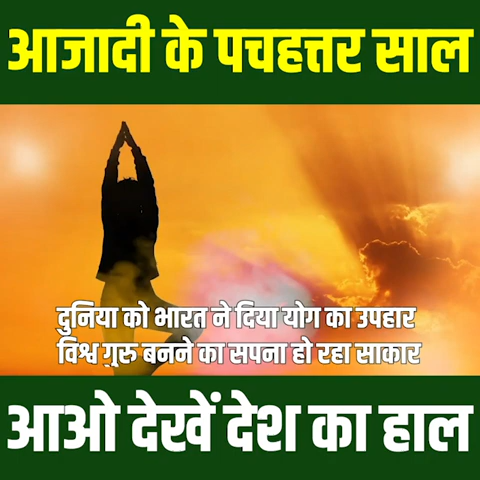 आजादी के पचहत्तर साल
दुनिया को भारत ने दिया योग का उपहार
विश्व गुरु बनने का सपना हो रहा साकार
आओ देखें देश का हाल